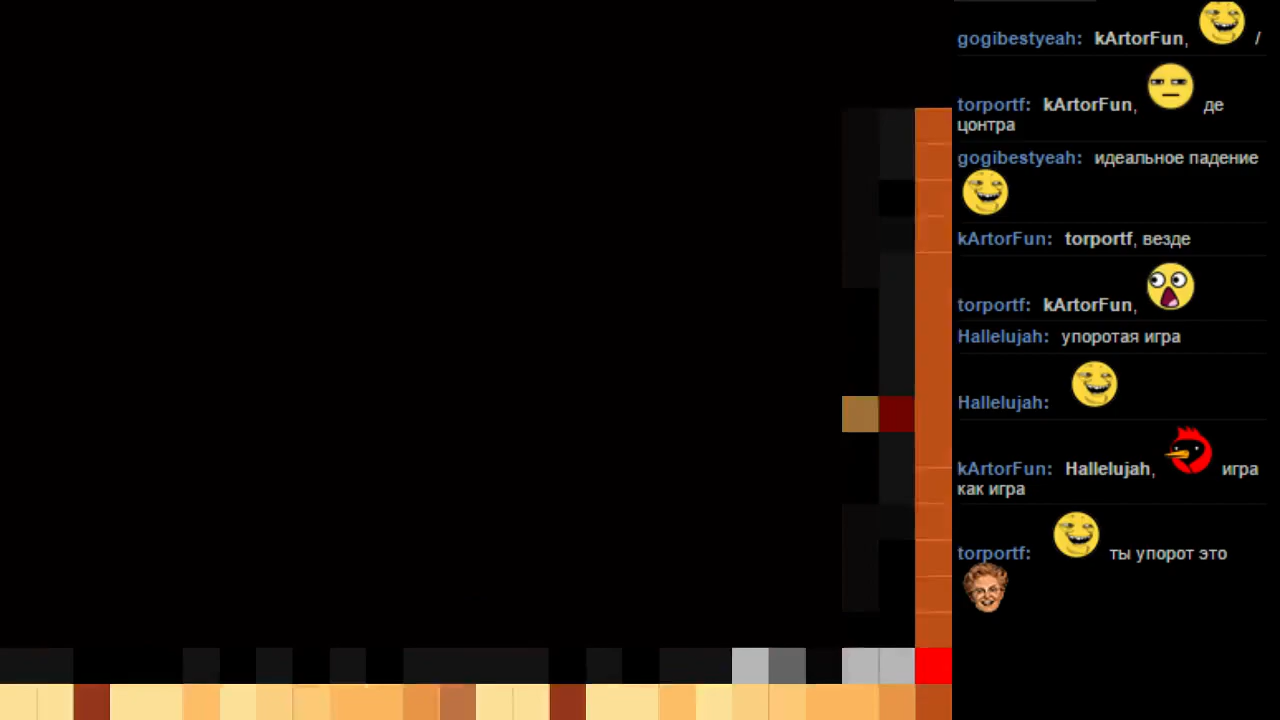 gogibestyeah: kArtorFun, /
torportf: kArtorFun, де
цонтра
gogibestyeah: идеальное падение
kArtorFun: torportf, везде
torportf: kArtorFun,
Hallelujah: упоротая игра
Hallelujah:
kArtorFun: Hallelujah, игра
как игра
torportf: ты упорот это